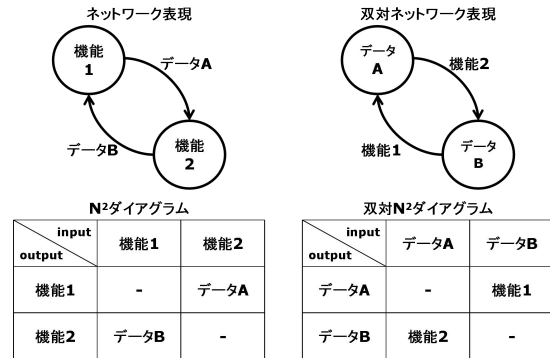 ネットワーク表現
機能
1
データA
データB
機能
2
双対ネットワーク表現
データ
A
機能2
機能1
データ
B
N²ダイアグラム
input
output
機能1
機能2
機能1
-
データA
機能2
データB
-
双対N²ダイアグラム
input
output
データA
データB
データA
-
機能1
データB
機能2
-